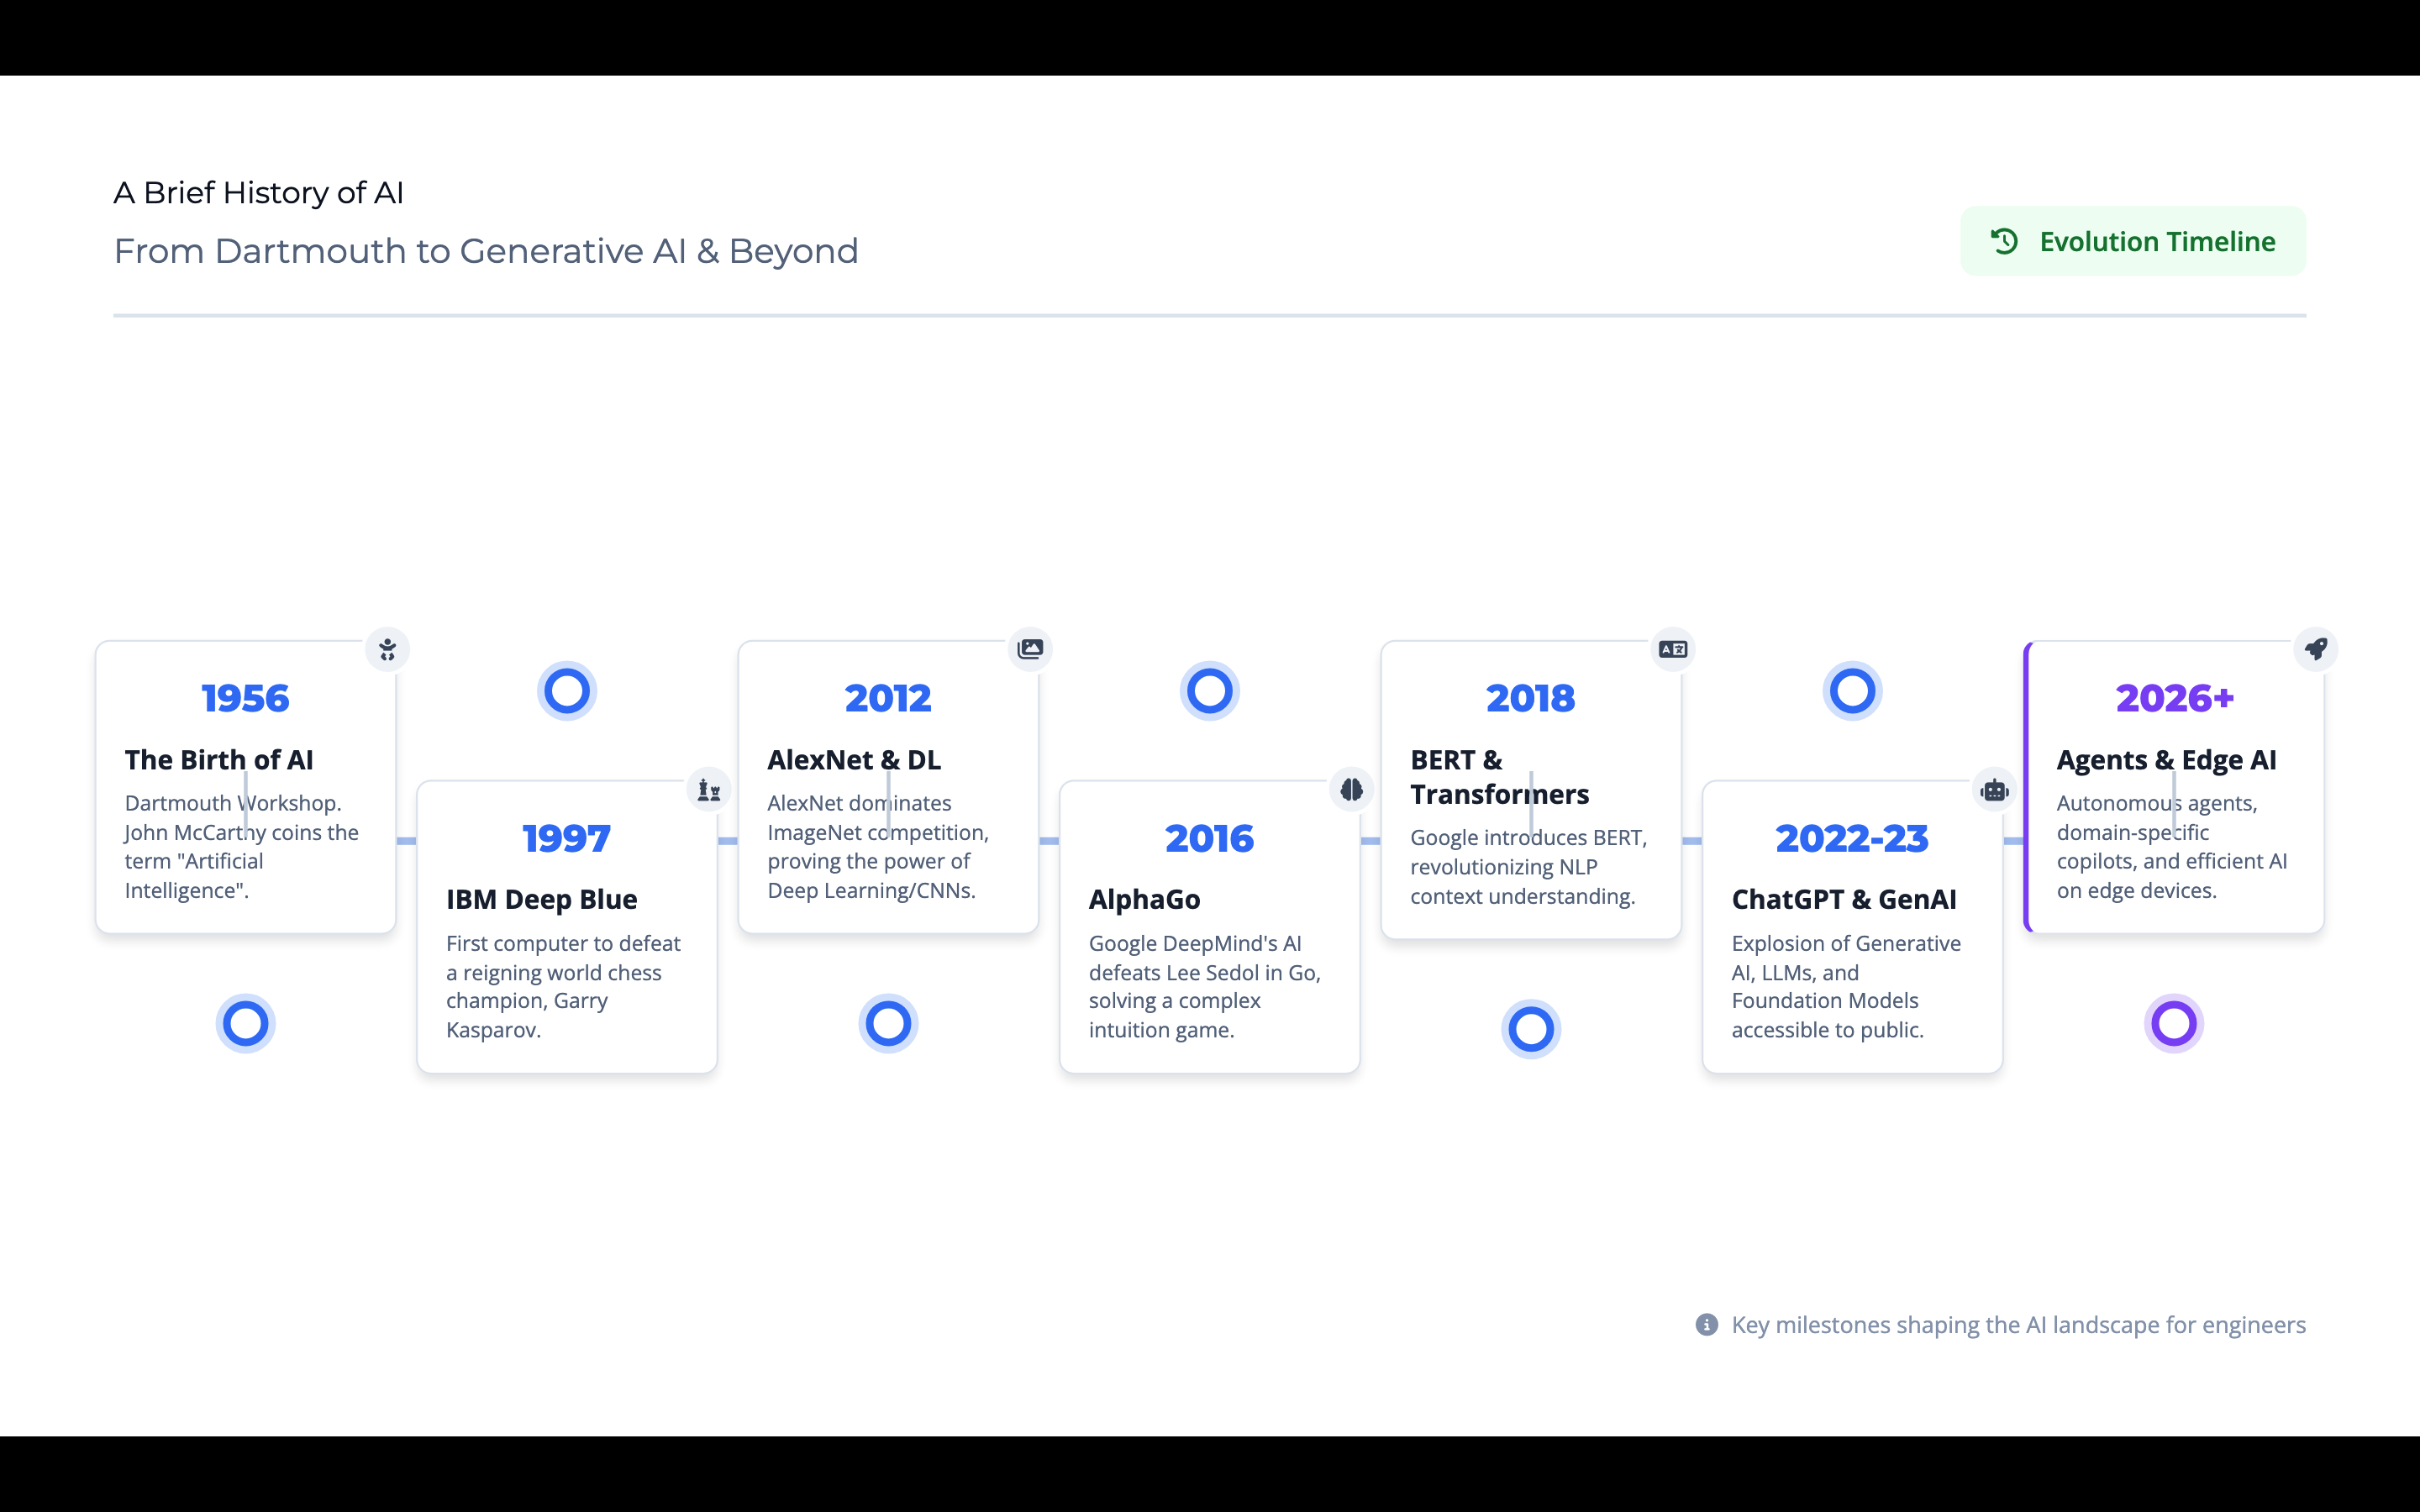 A Brief History of AI
From Dartmouth to Generative AI & Beyond
Evolution Timeline
1956
The Birth of AI
Dartmouth Workshop.
John McCarthy coins the
term "Artificial
Intelligence".
1997
IBM Deep Blue
First computer to defeat
a reigning world chess
champion, Garry
Kasparov.
2012
AlexNet & DL
AlexNet dominates
ImageNet competition,
proving the power of
Deep Learning/CNNs.
2016
AlphaGo
Google DeepMind's AI
defeats Lee Sedol in Go,
solving a complex
intuition game.
2018
BERT &
Transformers
Google introduces BERT,
revolutionizing NLP
context understanding.
2022-23
ChatGPT & GenAI
Explosion of Generative
AI, LLMs, and
Foundation Models
accessible to public.
2026+
Agents & Edge AI
Autonomous agents,
domain-specific
copilots, and efficient AI
on edge devices.
Key milestones shaping the AI landscape for engineers